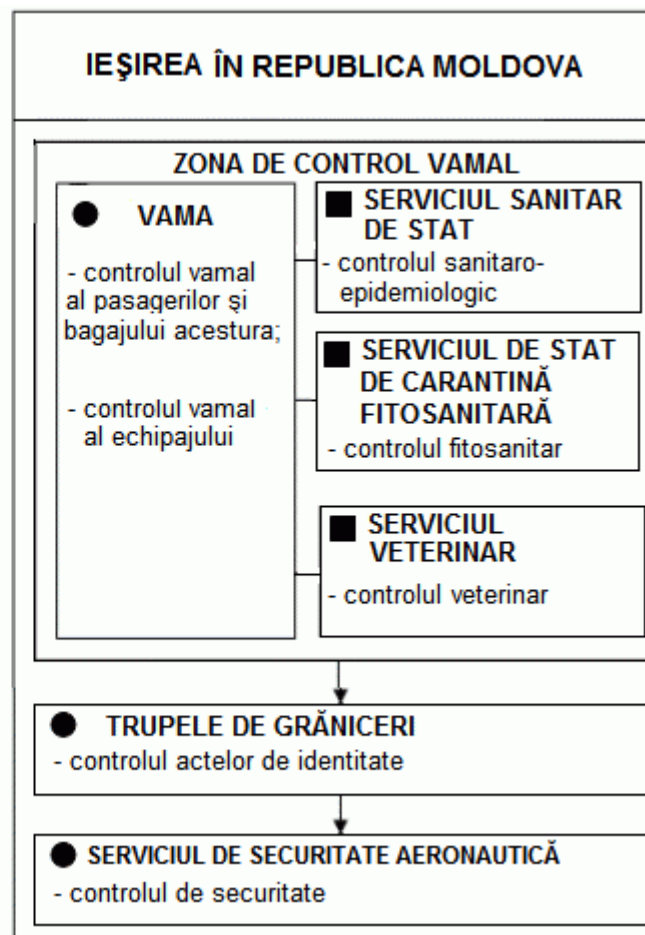 IEŞIREA ÎN REPUBLICA MOLDOVA
ZONA DE CONTROL VAMAL
VAMA
- controlul vamal
al pasagerilor şi
bagajului acestura;
- controlul vamal
al echipajului
SERVICIUL SANITAR
DE STAT
- controlul sanitaro-
epidemiologic
SERVICIUL DE STAT
DE CARANTINĂ
FITOSANITARĂ
- controlul fitosanitar
SERVICIUL
VETERINAR
- controlul veterinar
TRUPELE DE GRĂNICERI
- controlul actelor de identitate
SERVICIUL DE SECURITATE AERONAUTICĂ
- controlul de securitate